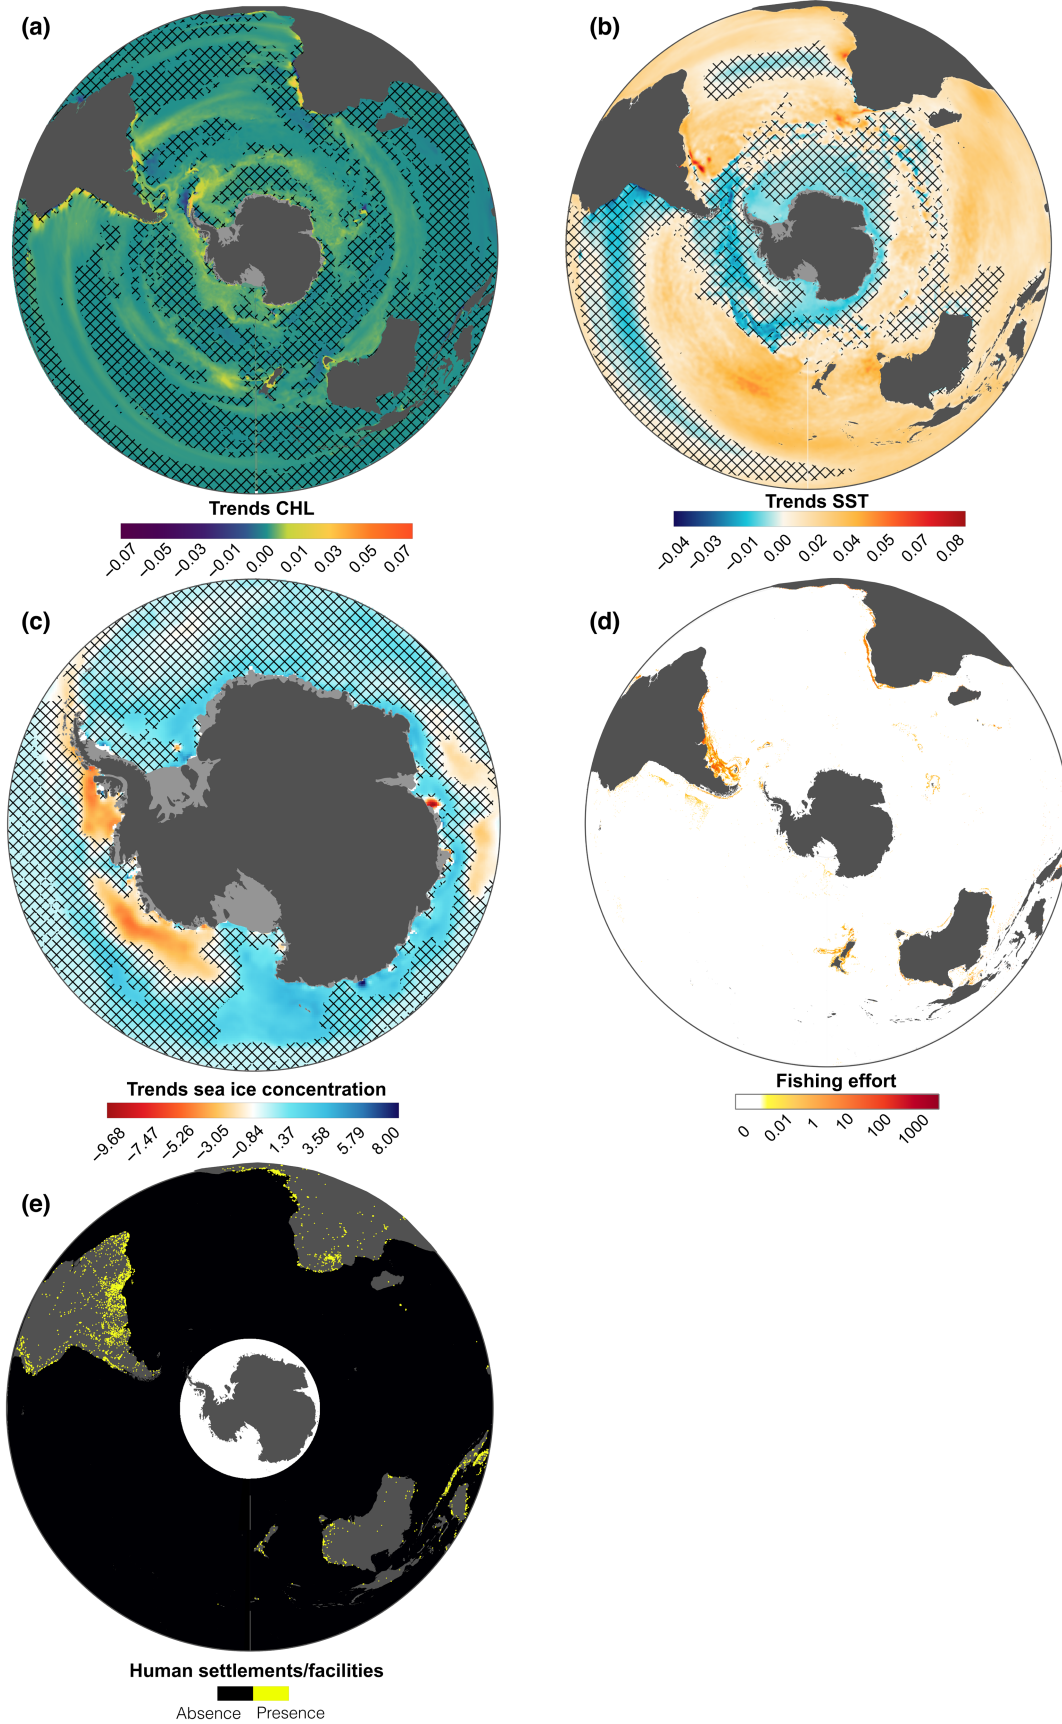 (a)
(b)
Trends CHL
−0.07 −0.05 −0.03 −0.01 0.00 0.01 0.03 0.05 0.07
Trends SST
−0.04 −0.03 −0.01 0.00 0.02 0.04 0.05 0.07 0.08
(c)
(d)
Trends sea ice concentration
−9.68 −7.47 −5.26 −3.05 −0.84 1.37 3.58 5.79 8.00
Fishing effort
0 0.01 1 10 100 1000
(e)
Human settlements/facilities
Absence Presence